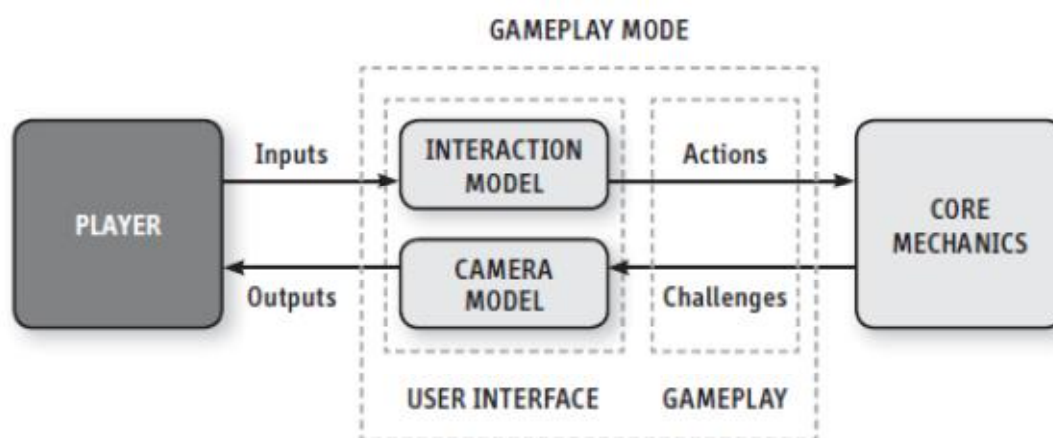 GAMEPLAY MODE
Inputs
INTERACTION
MODEL
Actions
PLAYER
CORE
MECHANICS
CAMERA
MODEL
Outputs
Challenges
USER INTERFACE
GAMEPLAY